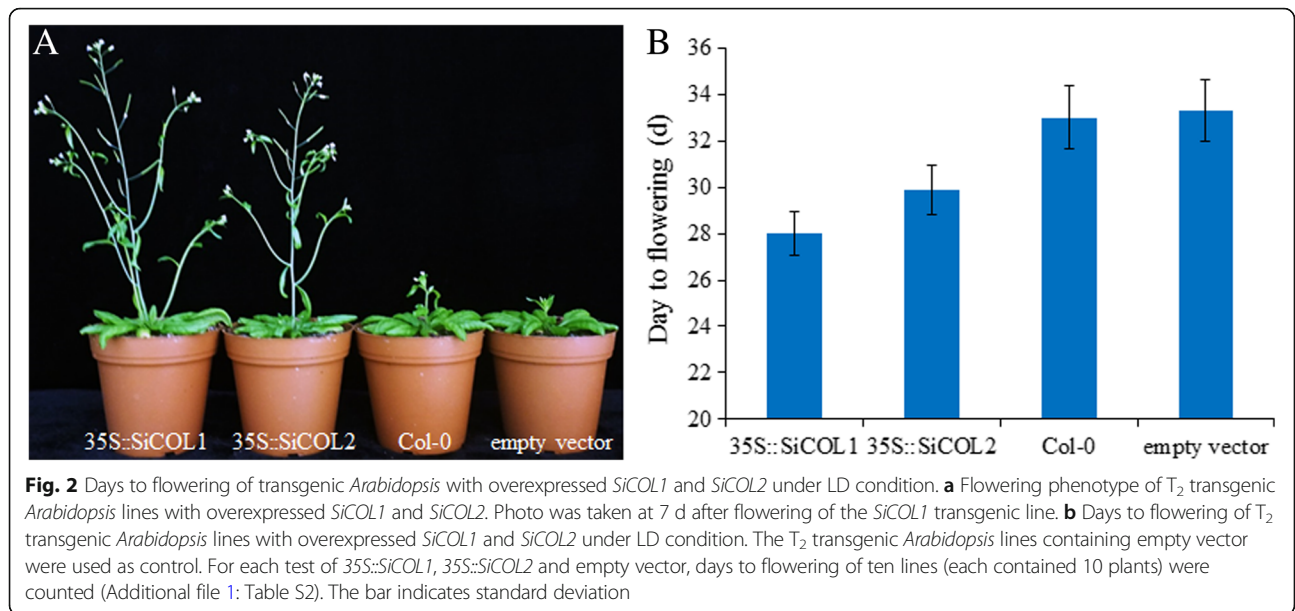 A
35S::SiCOL1 35S::SiCOL2 Col-0 empty vector
B
Day to flowering (d)
36
34
32
30
28
26
24
22
20
35S::SiCOL1 35S::SiCOL2 Col-0 empty vector
Fig. 2 Days to flowering of transgenic Arabidopsis with overexpressed SiCOL1 and SiCOL2 under LD condition. a Flowering phenotype of T2 transgenic
Arabidopsis lines with overexpressed SiCOL1 and SiCOL2. Photo was taken at 7 d after flowering of the SiCOL1 transgenic line. b Days to flowering of T2
transgenic Arabidopsis lines with overexpressed SiCOL1 and SiCOL2 under LD condition. The T2 transgenic Arabidopsis lines containing empty vector
were used as control. For each test of 35S::SiCOL1, 35S::SiCOL2 and empty vector, days to flowering of ten lines (each contained 10 plants) were
counted (Additional file 1: Table S2). The bar indicates standard deviation